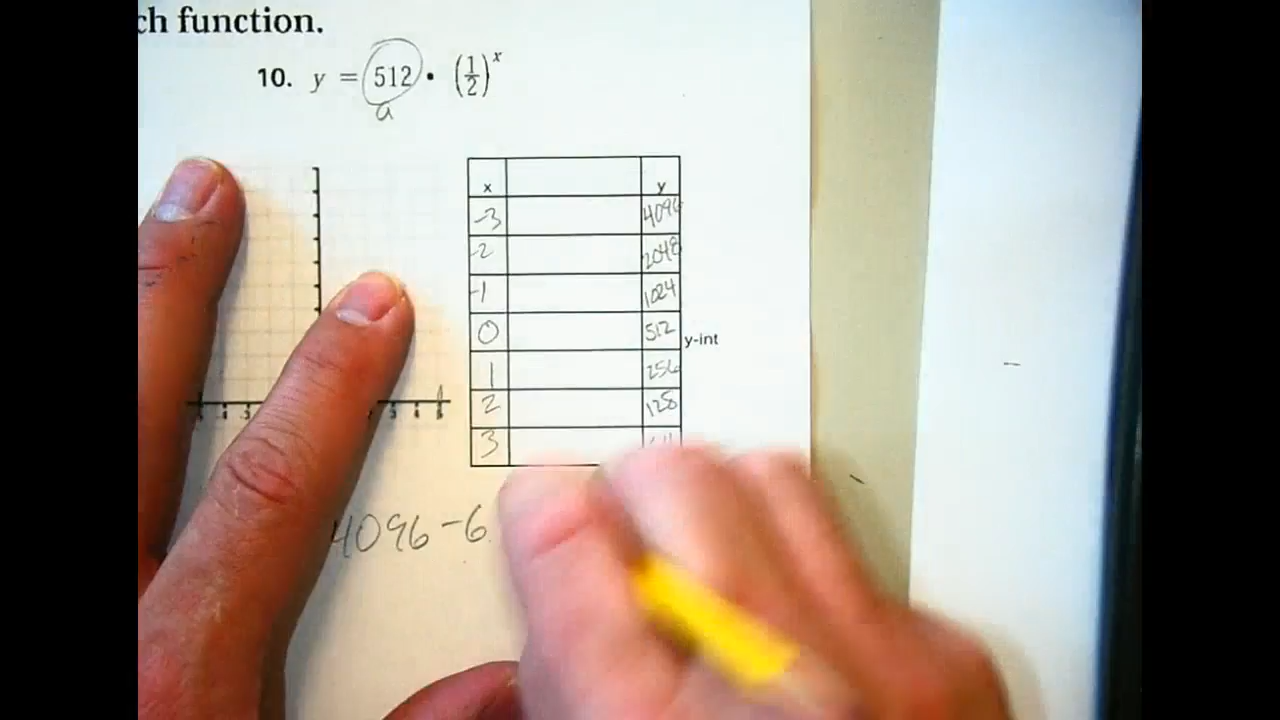 ch function.
10. y = 512 • (1/2)^x
a
x y
-3 4096
-2 2048
-1 1024
0 512 y-int
1 256
2 128
3
4096-6